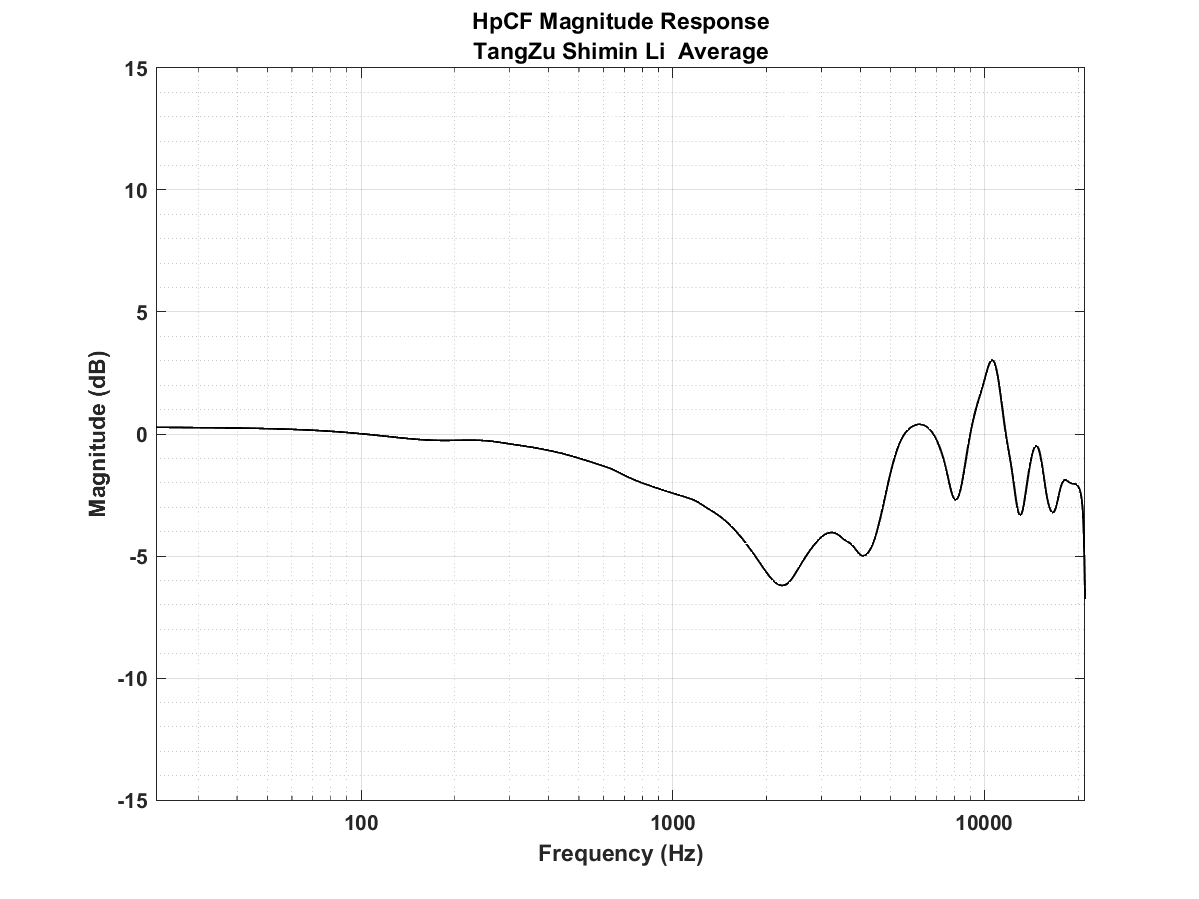 HpCF Magnitude Response
TangZu Shimin Li  Average
15
10
5
0
-5
-10
-15
Magnitude (dB)
100
1000
10000
Frequency (Hz)